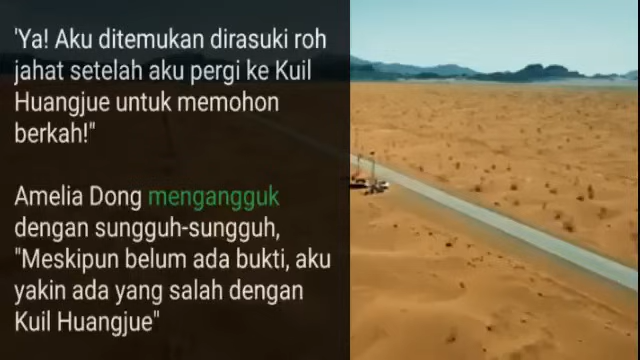 'Ya! Aku ditemukan dirasuki roh
jahat setelah aku pergi ke Kuil
Huangjue untuk memohon
berkah!"
Amelia Dong mengangguk
dengan sungguh-sungguh,
"Meskipun belum ada bukti, aku
yakin ada yang salah dengan
Kuil Huangjue"